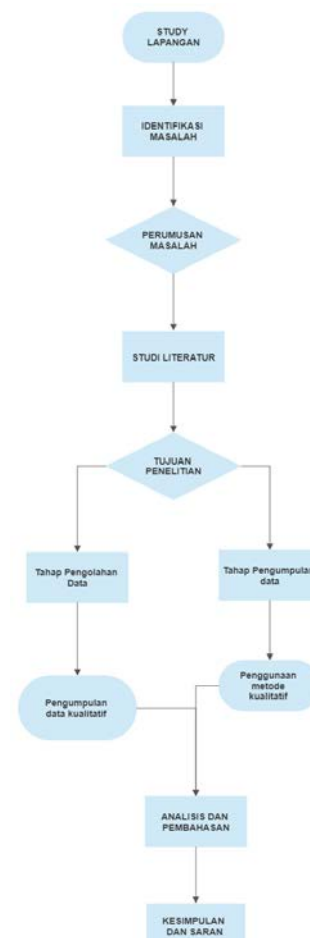 STUDY
LAPANGAN
IDENTIFIKASI
MASALAH
PERUMUSAN
MASALAH
STUDI LITERATUR
TUJUAN
PENELITIAN
Tahap Pengolahan
Data
Tahap Pengumpulan
data
Pengumpulan
data kualitatif
Penggunaan
metode
kualitatif
ANALISIS DAN
PEMBAHASAN
KESIMPULAN
DAN SARAN